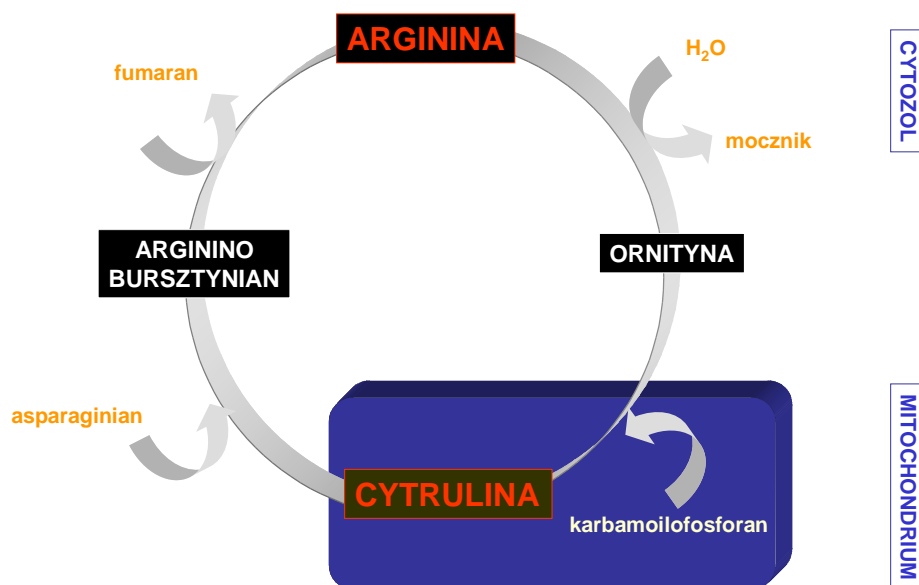 ARGININA
H₂O
fumaran
mocznik
CYTOZOL
ARGININO
BURSZTYNIAN
ORNITYNA
asparaginian
CYTRULINA
karbamoilofosforan
MITOCHONDRIUM